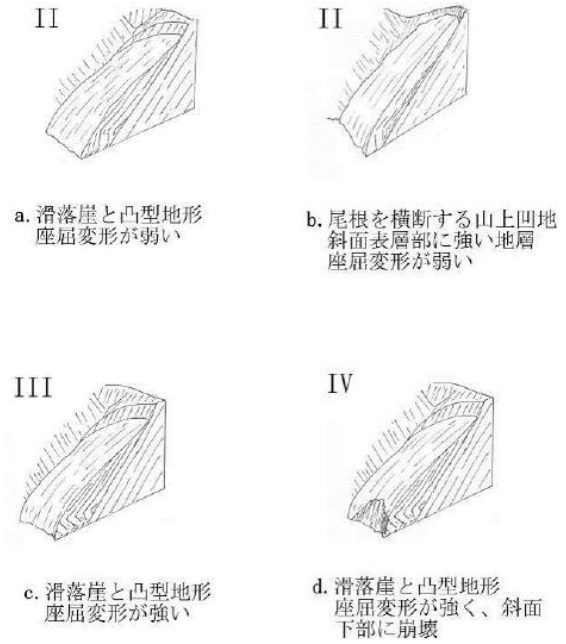 II
II
a. 滑落崖と凸型地形
座屈変形が弱い
b. 尾根を横断する山上凹地
斜面表層部に強い地層
座屈変形が弱い
III
IV
c. 滑落崖と凸型地形
座屈変形が強い
d. 滑落崖と凸型地形
座屈変形が強く、斜面
下部に崩壊